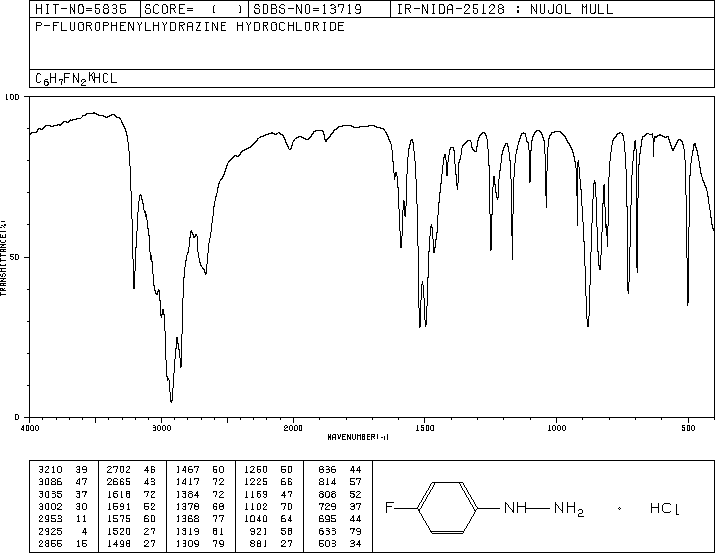 HIT-NO=5835 SCORE= ( ) SDBS-NO=13719 IR-NIDA-25128 : NUJOL MULL
P-FLUOROPHENYLHYDRAZINE HYDROCHLORIDE
C6H7FN2·HCL
100
50
0
TRANSMITTANCE(%)
4000 3000 2000 1500 1000 500
WAVENUMBER(-1)
3210 39 2702 46 1467 50 1250 50 836 44
3086 47 2665 43 1417 72 1225 66 814 57
3035 37 1618 72 1384 72 1169 47 808 52
3002 30 1591 52 1378 68 1102 70 729 37
2953 11 1575 60 1368 77 1040 64 695 44
2925 4 1520 27 1319 81 921 58 633 79
2855 15 1498 27 1309 79 881 27 503 34
F NH NH2 · HCl